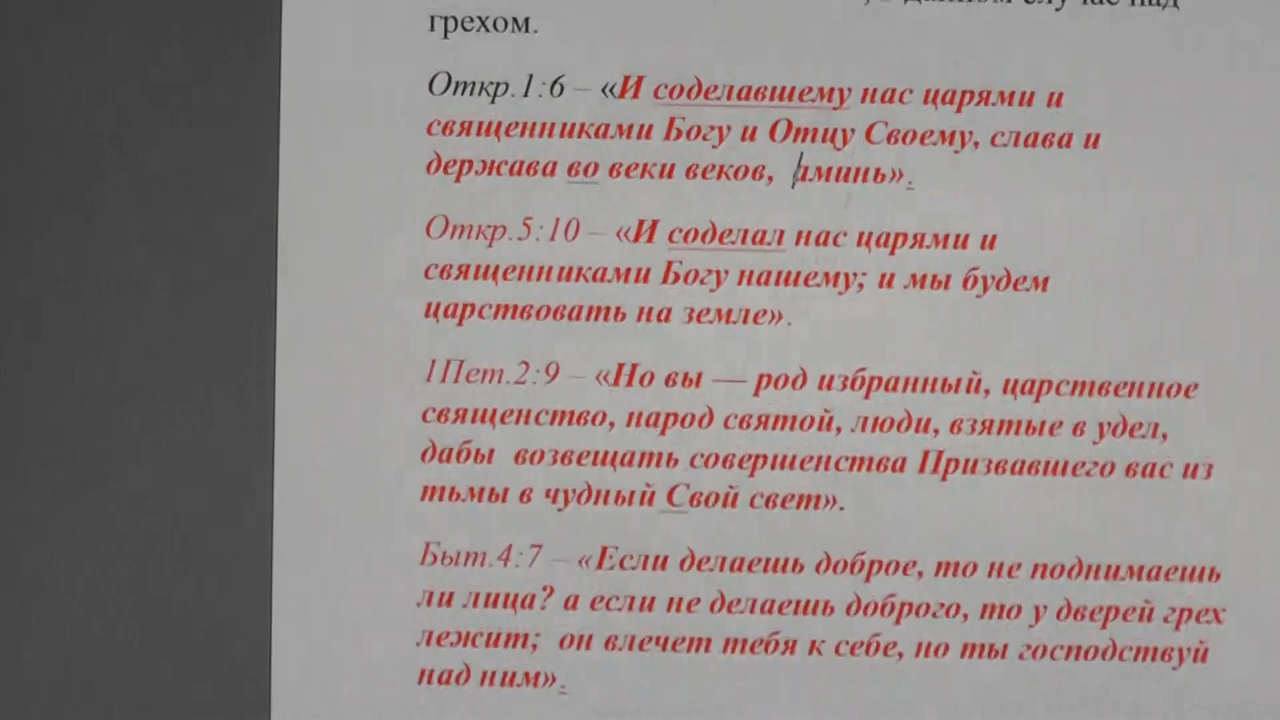 случае над
грехом.
Откр.1:6 – «И соделавшему нас царями и
священниками Богу и Отцу Своему, слава и
держава во веки веков, аминь».
Откр.5:10 – «И соделал нас царями и
священниками Богу нашему; и мы будем
царствовать на земле».
1Пет.2:9 – «Но вы — род избранный, царственное
священство, народ святой, люди, взятые в удел,
дабы возвещать совершенства Призвавшего вас из
тьмы в чудный Свой свет».
Быт.4:7 – «Если делаешь доброе, то не поднимаешь
ли лица? а если не делаешь доброго, то у дверей грех
лежит; он влечет тебя к себе, но ты господствуй
над ним».